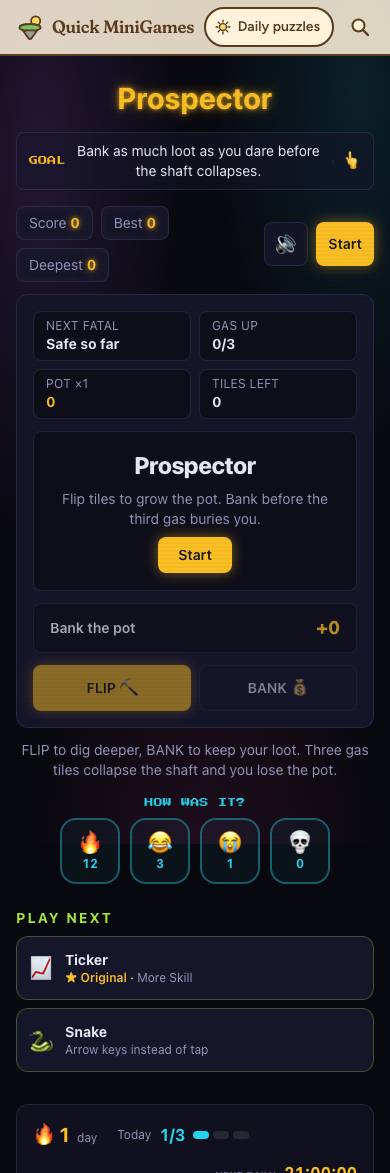 Quick MiniGames
Daily puzzles
Prospector
GOAL
Bank as much loot as you dare before
the shaft collapses.
Score 0
Best 0
Deepest 0
Start
NEXT FATAL
Safe so far
GAS UP
0/3
POT ×1
0
TILES LEFT
0
Prospector
Flip tiles to grow the pot. Bank before the
third gas buries you.
Start
Bank the pot
+0
FLIP
BANK
FLIP to dig deeper, BANK to keep your loot. Three gas
tiles collapse the shaft and you lose the pot.
HOW WAS IT?
12
3
1
0
PLAY NEXT
Ticker
Original · More Skill
Snake
Arrow keys instead of tap
1 day
Today 1/3